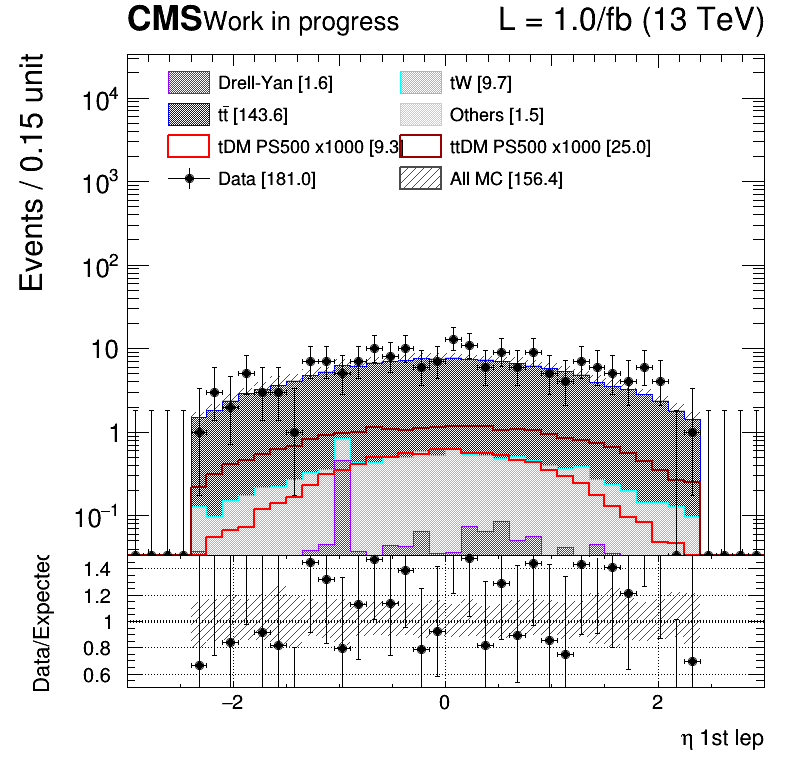 CMS Work in progress L = 1.0/fb (13 TeV)
Drell-Yan [1.6] tW [9.7]
tt̄ [143.6] Others [1.5]
tDM PS500 x1000 [9.3 ttDM PS500 x1000 [25.0]
Data [181.0] All MC [156.4]
Events / 0.15 unit
10⁴
10³
10²
10
1
10⁻¹
Data/Expected
1.4
1.2
1
0.8
0.6
−2 0 2
η 1st lep